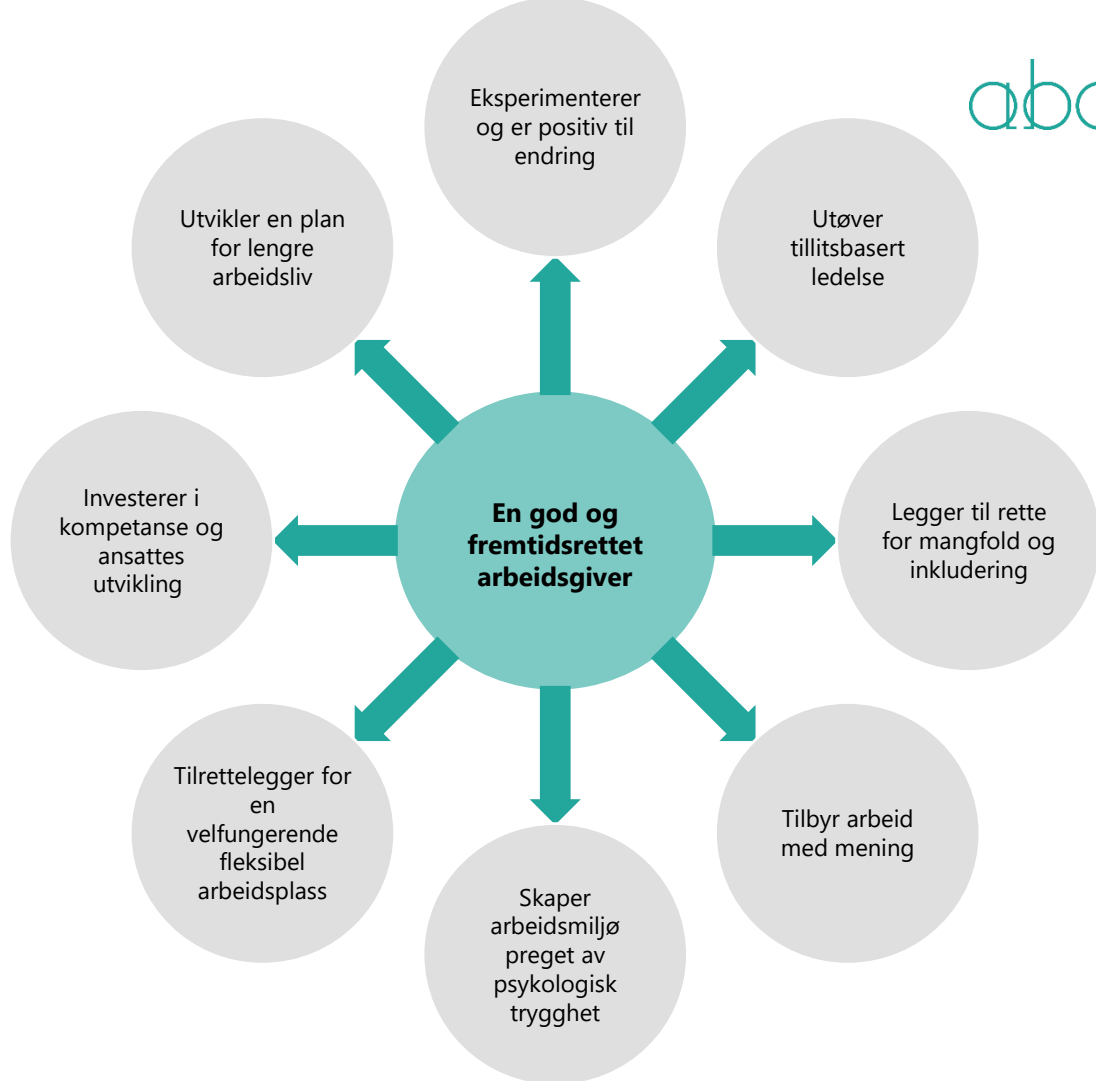 Eksperimenterer
og er positiv til
endring
Utøver
tillitsbasert
ledelse
Legger til rette
for mangfold og
inkludering
Tilbyr arbeid
med mening
Skaper
arbeidsmiljø
preget av
psykologisk
trygghet
Tilrettelegger for
en
velfungerende
fleksibel
arbeidsplass
Investerer i
kompetanse og
ansattes
utvikling
Utvikler en plan
for lengre
arbeidsliv
En god og
fremtidsrettet
arbeidsgiver